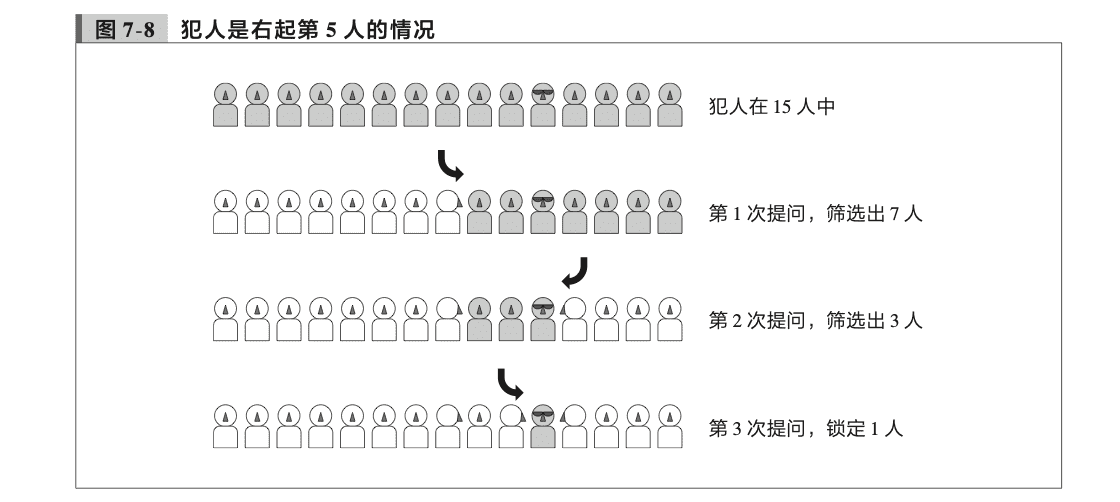 图 7-8 犯人是右起第 5 人的情况
犯人在 15 人中
第 1 次提问，筛选出 7 人
第 2 次提问，筛选出 3 人
第 3 次提问，锁定 1 人